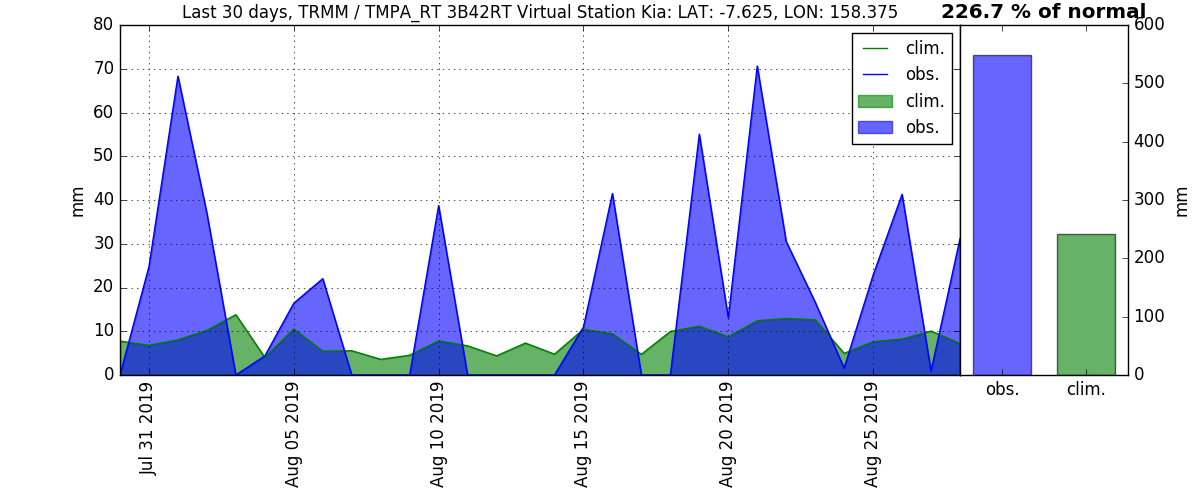 Last 30 days, TRMM / TMPA_RT 3B42RT Virtual Station Kia: LAT: -7.625, LON: 158.375
226.7 % of normal
80
70
60
50
40
30
20
10
0
mm
clim.
obs.
clim.
obs.
Jul 31 2019
Aug 05 2019
Aug 10 2019
Aug 15 2019
Aug 20 2019
Aug 25 2019
600
500
400
300
200
100
0
mm
obs.
clim.